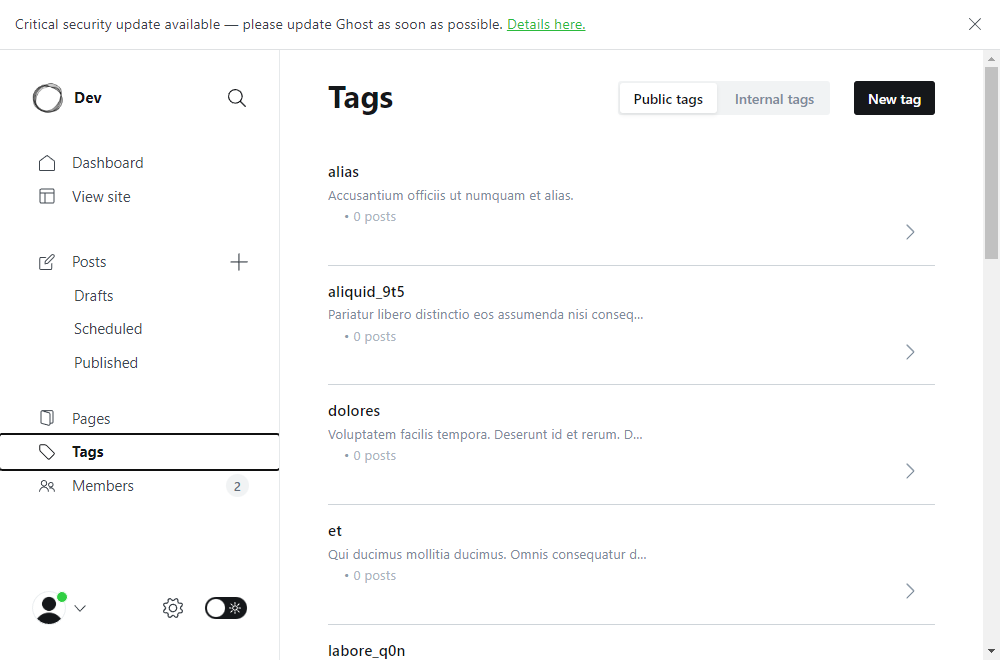 Critical security update available — please update Ghost as soon as possible. Details here.
Dev
Dashboard
View site
Posts
Drafts
Scheduled
Published
Pages
Tags
Members 2
Tags
Public tags
Internal tags
New tag
alias
Accusantium officiis ut numquam et alias.
• 0 posts
aliquid_9t5
Pariatur libero distinctio eos assumenda nisi conseq...
• 0 posts
dolores
Voluptatem facilis tempora. Deserunt id et rerum. D...
• 0 posts
et
Qui ducimus mollitia ducimus. Omnis consequatur d...
• 0 posts
labore_q0n